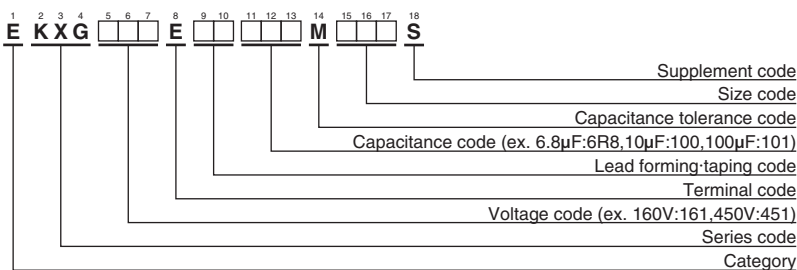 1 2 3 4 5 6 7 8 9 10 11 12 13 14 15 16 17 18
E KXG E M S
Supplement code
Size code
Capacitance tolerance code
Capacitance code (ex. 6.8μF:6R8,10μF:100,100μF:101)
Lead forming·taping code
Terminal code
Voltage code (ex. 160V:161,450V:451)
Series code
Category